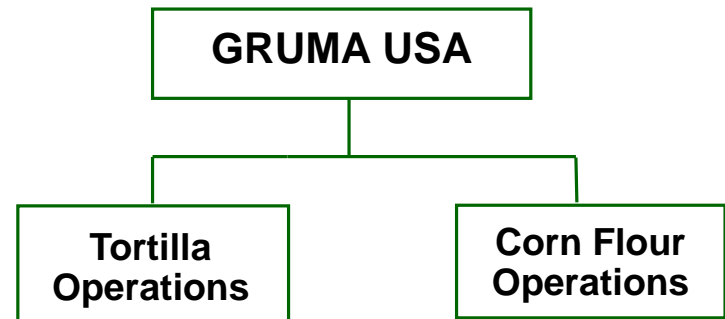 GRUMA USA
Tortilla
Operations
Corn Flour
Operations